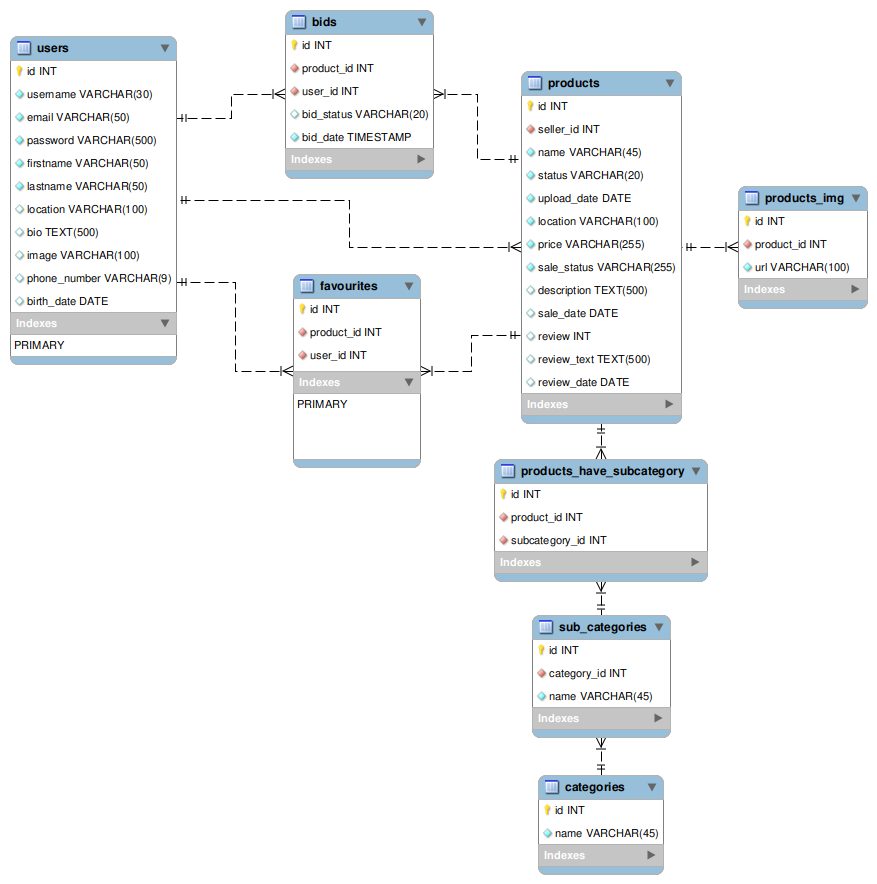 users
id INT
username VARCHAR(30)
email VARCHAR(50)
password VARCHAR(500)
firstname VARCHAR(50)
lastname VARCHAR(50)
location VARCHAR(100)
bio TEXT(500)
image VARCHAR(100)
phone_number VARCHAR(9)
birth_date DATE
Indexes
PRIMARY
bids
id INT
product_id INT
user_id INT
bid_status VARCHAR(20)
bid_date TIMESTAMP
Indexes
favourites
id INT
product_id INT
user_id INT
Indexes
PRIMARY
products
id INT
seller_id INT
name VARCHAR(45)
status VARCHAR(20)
upload_date DATE
location VARCHAR(100)
price VARCHAR(255)
sale_status VARCHAR(255)
description TEXT(500)
sale_date DATE
review INT
review_text TEXT(500)
review_date DATE
Indexes
products_img
id INT
product_id INT
url VARCHAR(100)
Indexes
products_have_subcategory
id INT
product_id INT
subcategory_id INT
Indexes
sub_categories
id INT
category_id INT
name VARCHAR(45)
Indexes
categories
id INT
name VARCHAR(45)
Indexes